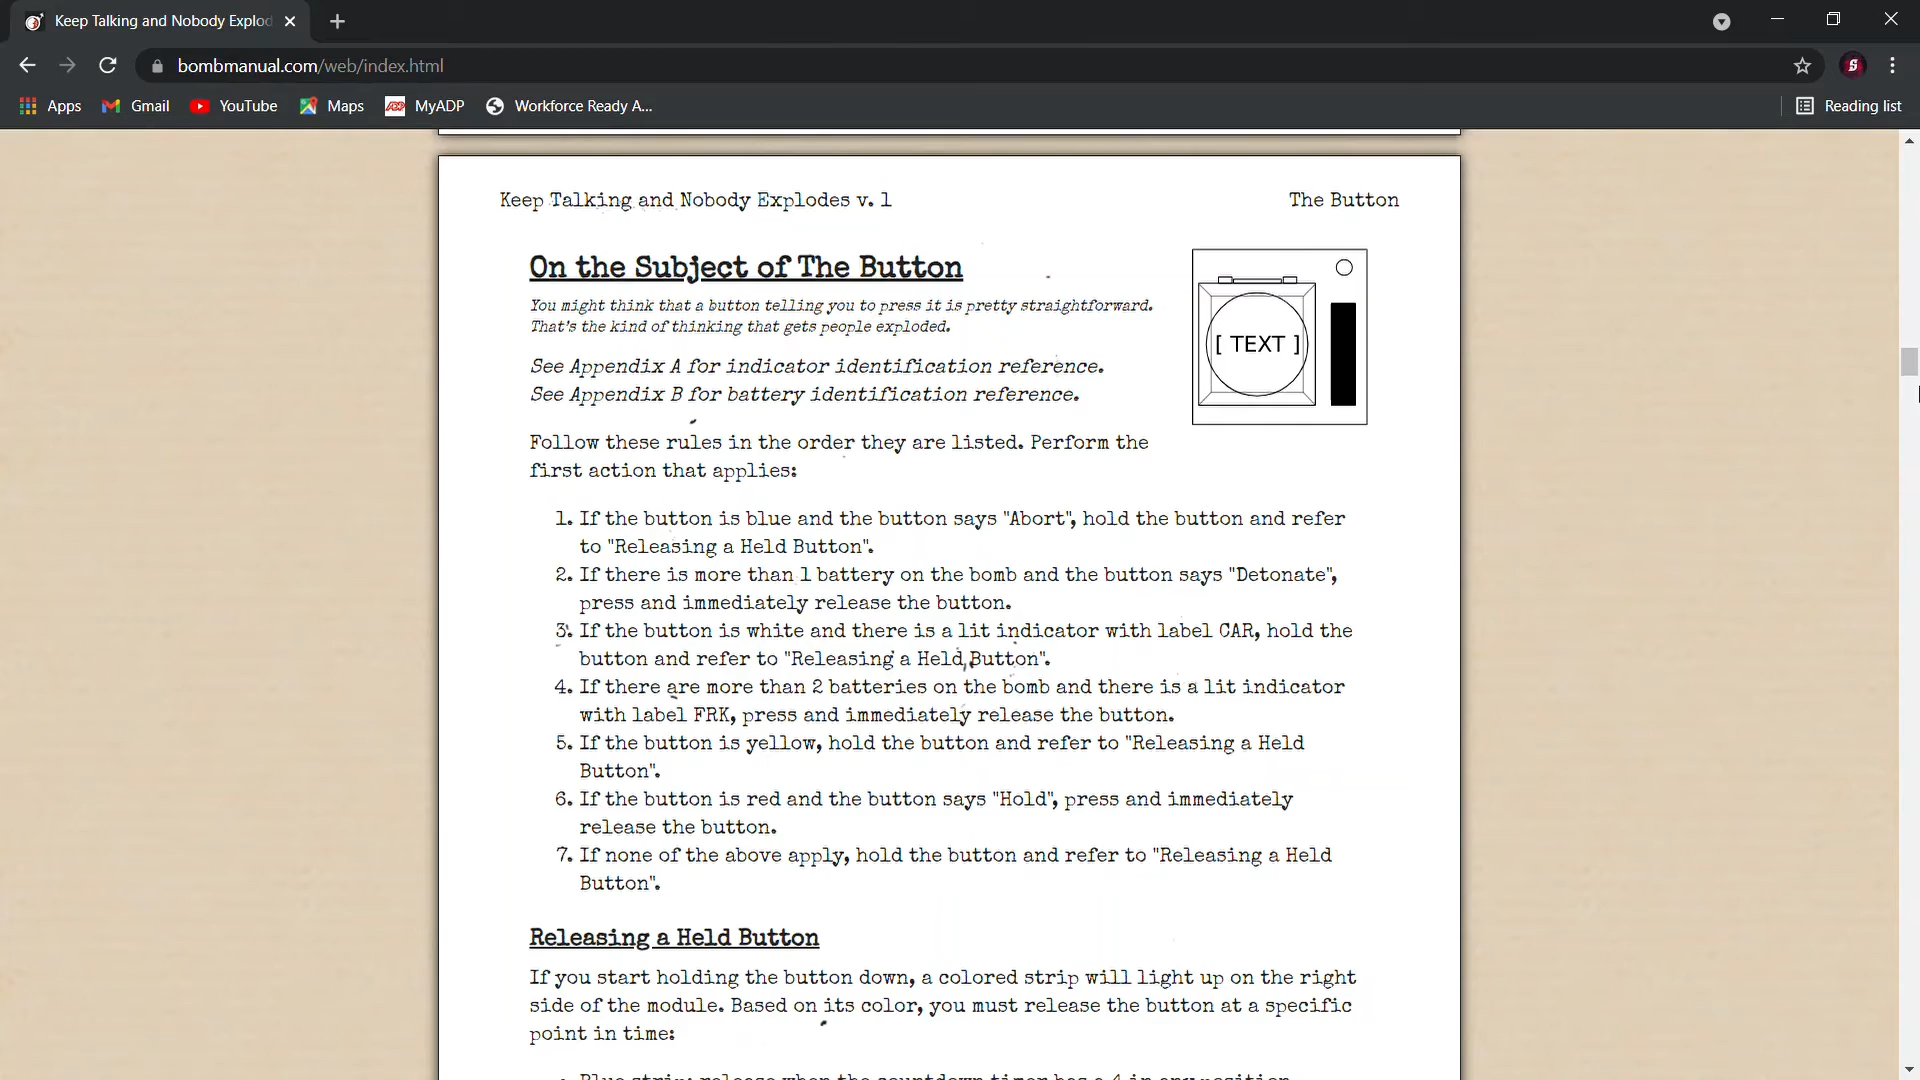 Keep Talking and Nobody Explod
bombmanual.com/web/index.html
Apps Gmail YouTube Maps MyADP Workforce Ready A... Reading list
Keep Talking and Nobody Explodes v. 1 The Button
On the Subject of The Button
You might think that a button telling you to press it is pretty straightforward.
That's the kind of thinking that gets people exploded.
[ TEXT ]
See Appendix A for indicator identification reference.
See Appendix B for battery identification reference.
Follow these rules in the order they are listed. Perform the
first action that applies:
1. If the button is blue and the button says "Abort", hold the button and refer
to "Releasing a Held Button".
2. If there is more than 1 battery on the bomb and the button says "Detonate",
press and immediately release the button.
3. If the button is white and there is a lit indicator with label CAR, hold the
button and refer to "Releasing a Held Button".
4. If there are more than 2 batteries on the bomb and there is a lit indicator
with label FRK, press and immediately release the button.
5. If the button is yellow, hold the button and refer to "Releasing a Held
Button".
6. If the button is red and the button says "Hold", press and immediately
release the button.
7. If none of the above apply, hold the button and refer to "Releasing a Held
Button".
Releasing a Held Button
If you start holding the button down, a colored strip will light up on the right
side of the module. Based on its color, you must release the button at a specific
point in time:
Blue strip: release when the countdown timer has a 4 in any position.